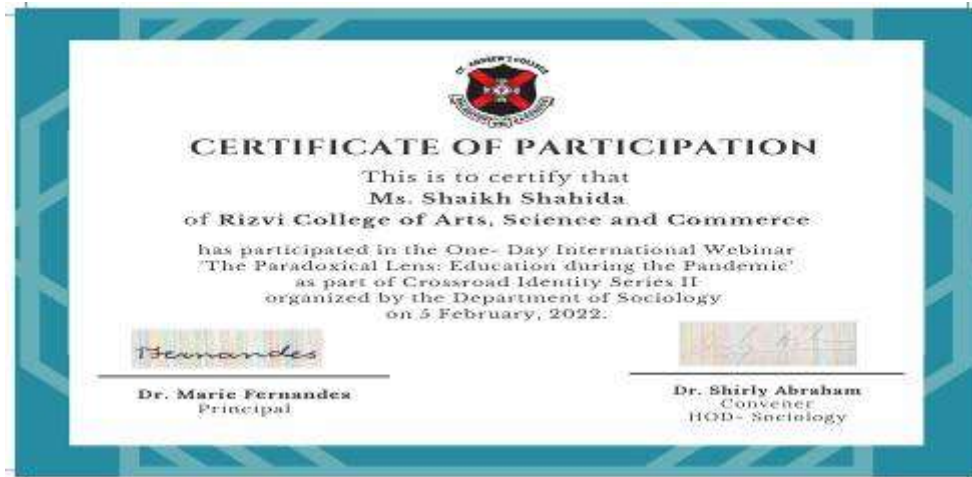 ST. ANDREW'S COLLEGE
CERTIFICATE OF PARTICIPATION
This is to certify that
Ms. Shaikh Shahida
of Rizvi College of Arts, Science and Commerce
has participated in the One- Day International Webinar
'The Paradoxical Lens: Education during the Pandemic'
as part of Crossroad Identity Series II
organized by the Department of Sociology
on 5 February, 2022.
Fernandes
Dr. Marie Fernandes
Principal
Dr. Shirly Abraham
Convener
HOD- Sociology